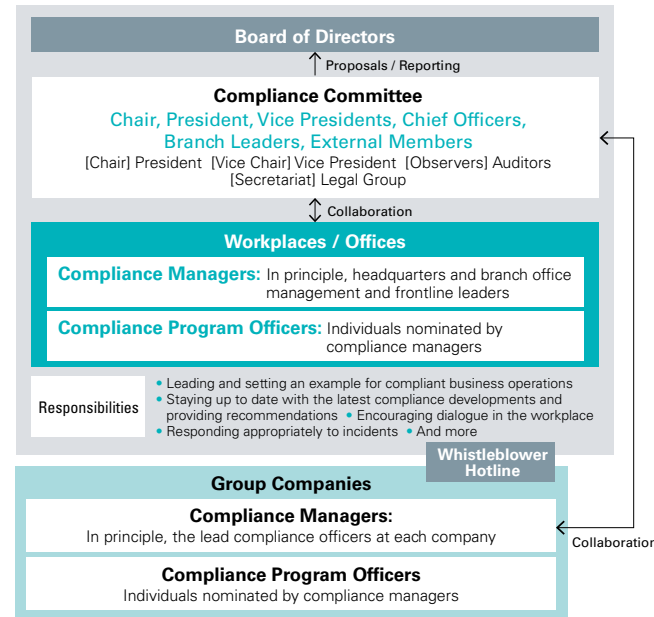 Board of Directors
Proposals / Reporting
Compliance Committee
Chair, President, Vice Presidents, Chief Officers,
Branch Leaders, External Members
[Chair] President [Vice Chair] Vice President [Observers] Auditors
[Secretariat] Legal Group
Collaboration
Workplaces / Offices
Compliance Managers: In principle, headquarters and branch office
management and frontline leaders
Compliance Program Officers: Individuals nominated by
compliance managers
Responsibilities
• Leading and setting an example for compliant business operations
• Staying up to date with the latest compliance developments and
providing recommendations • Encouraging dialogue in the workplace
• Responding appropriately to incidents • And more
Whistleblower
Hotline
Group Companies
Compliance Managers:
In principle, the lead compliance officers at each company
Collaboration
Compliance Program Officers
Individuals nominated by compliance managers